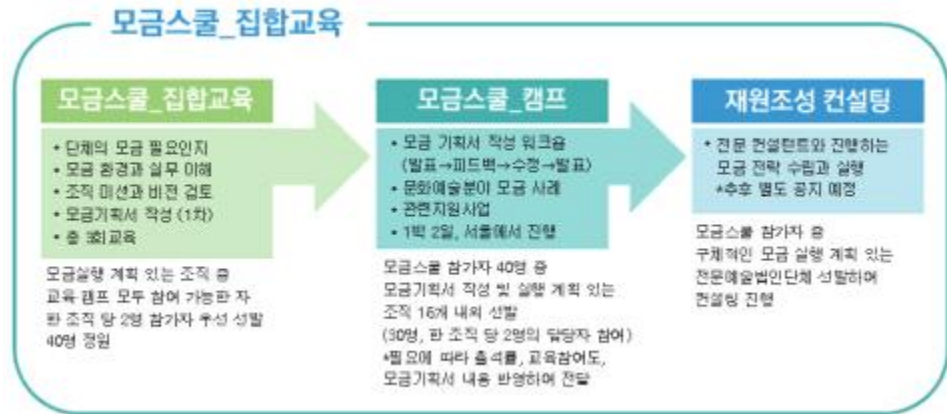 모금스쿨_집합교육
모금스쿨_집합교육
* 단체의 모금 필요인지
* 모금 환경과 실무 이해
* 조직 미션과 비전 검토
* 모금기획서 작성 (1차)
* 총 3회교육
모금실행 계획 있는 조직 중
교육 캠프 모두 참여 가능한 자
한 조직 당 2명 참가자 우선 선발
40명 정원
모금스쿨_캠프
* 모금 기획서 작성 워크숍
(발표→피드백→수정→발표)
* 문화예술분야 모금 사례
* 관련지원사업
* 1박 2일, 서울에서 진행
모금스쿨 참가자 40명 중
모금기획서 작성 및 실행 계획 있는
조직 15개 내외 선발
(30명, 한 조직 당 2명의 담당자 참여)
*필요에 따라 출석률, 교육참여도,
모금기획서 내용 반영하여 전달
재원조성 컨설팅
* 전문 컨설턴트와 진행하는
모금 전략 수립과 실행
*추후 별도 공지 예정
모금스쿨 참가자 중
구체적인 모금 실행 계획 있는
전문예술법인단체 선발하여
컨설팅 진행